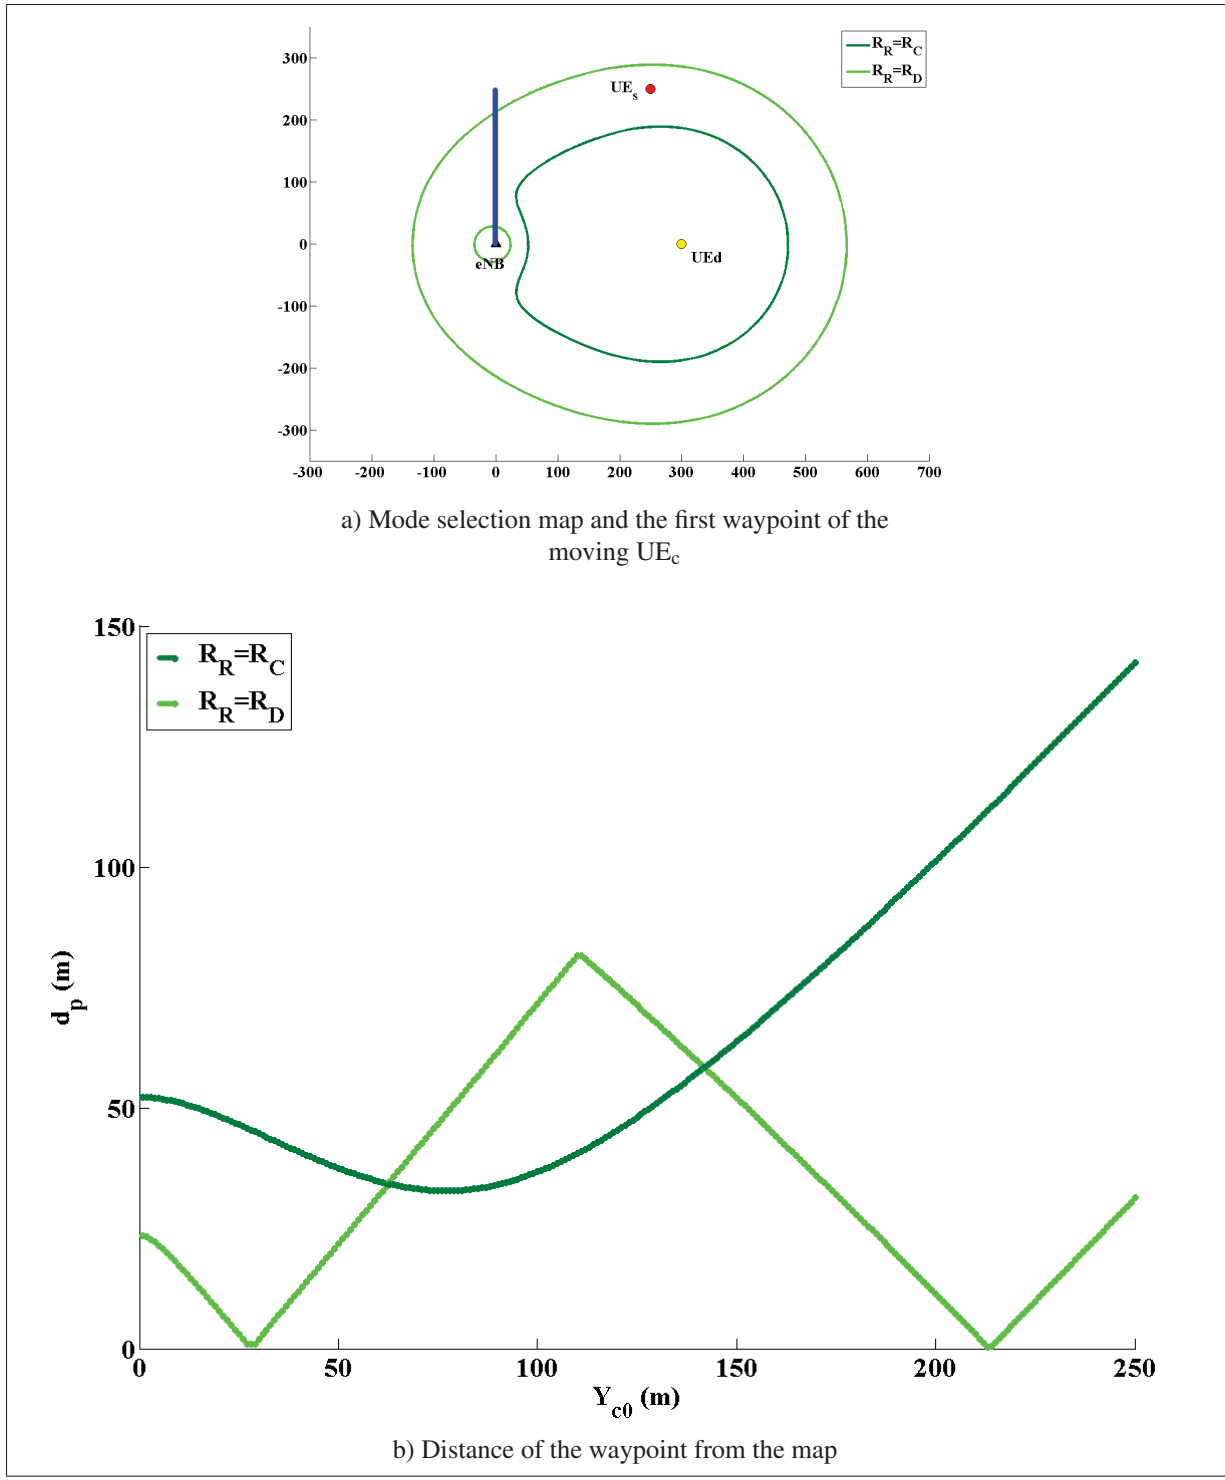 300
200
100
0
-100
-200
-300
-300 -200 -100 0 100 200 300 400 500 600 700
R_R=R_C
R_R=R_D
UE_s
eNB
UEd
a) Mode selection map and the first waypoint of the
moving UE_c
150
100
50
0
0 50 100 150 200 250
R_R=R_C
R_R=R_D
d_p (m)
Y_c0 (m)
b) Distance of the waypoint from the map